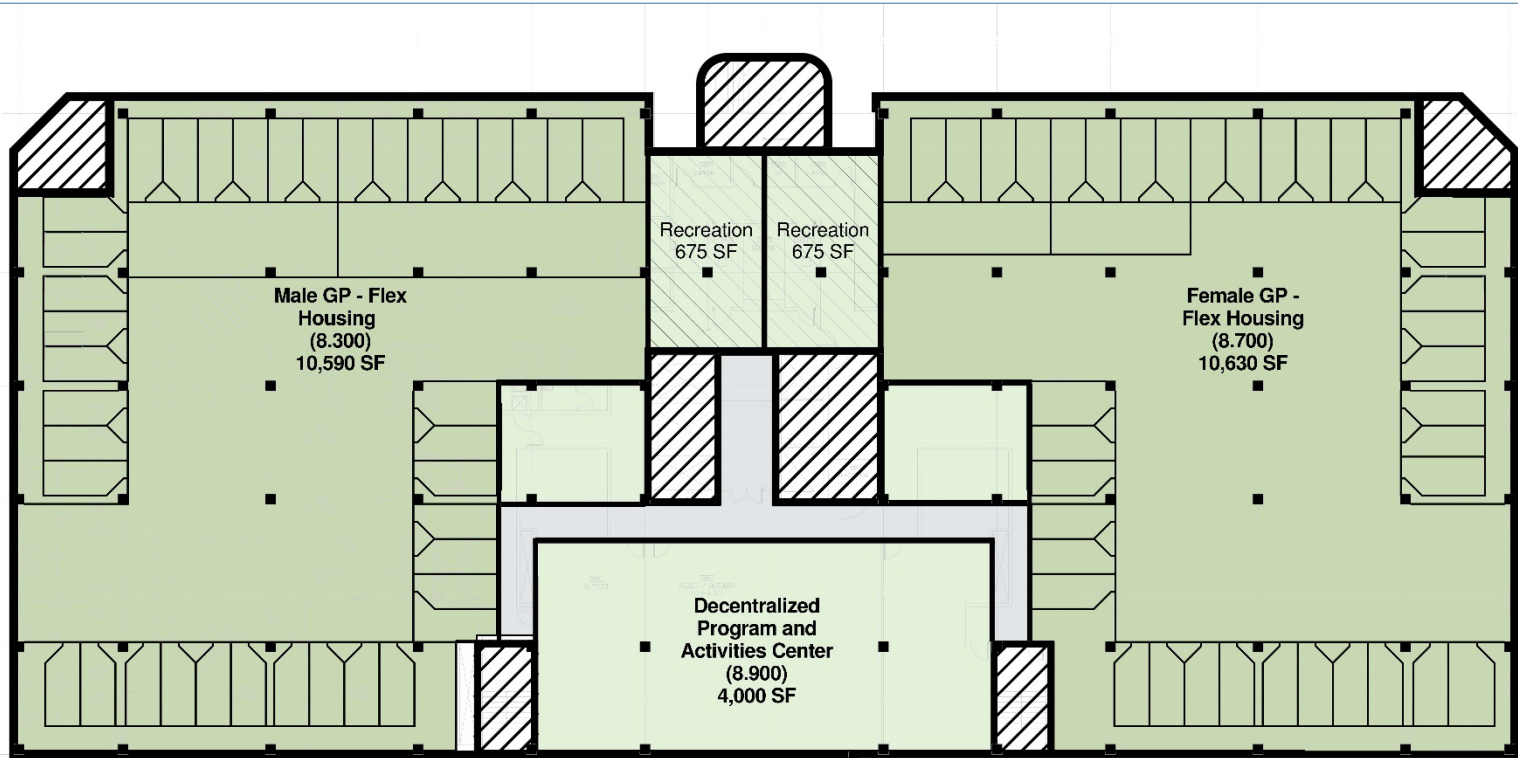 Recreation
675 SF
Recreation
675 SF
Male GP - Flex
Housing
(8.300)
10,590 SF
Female GP -
Flex Housing
(8.700)
10,630 SF
Decentralized
Program and
Activities Center
(8.900)
4,000 SF